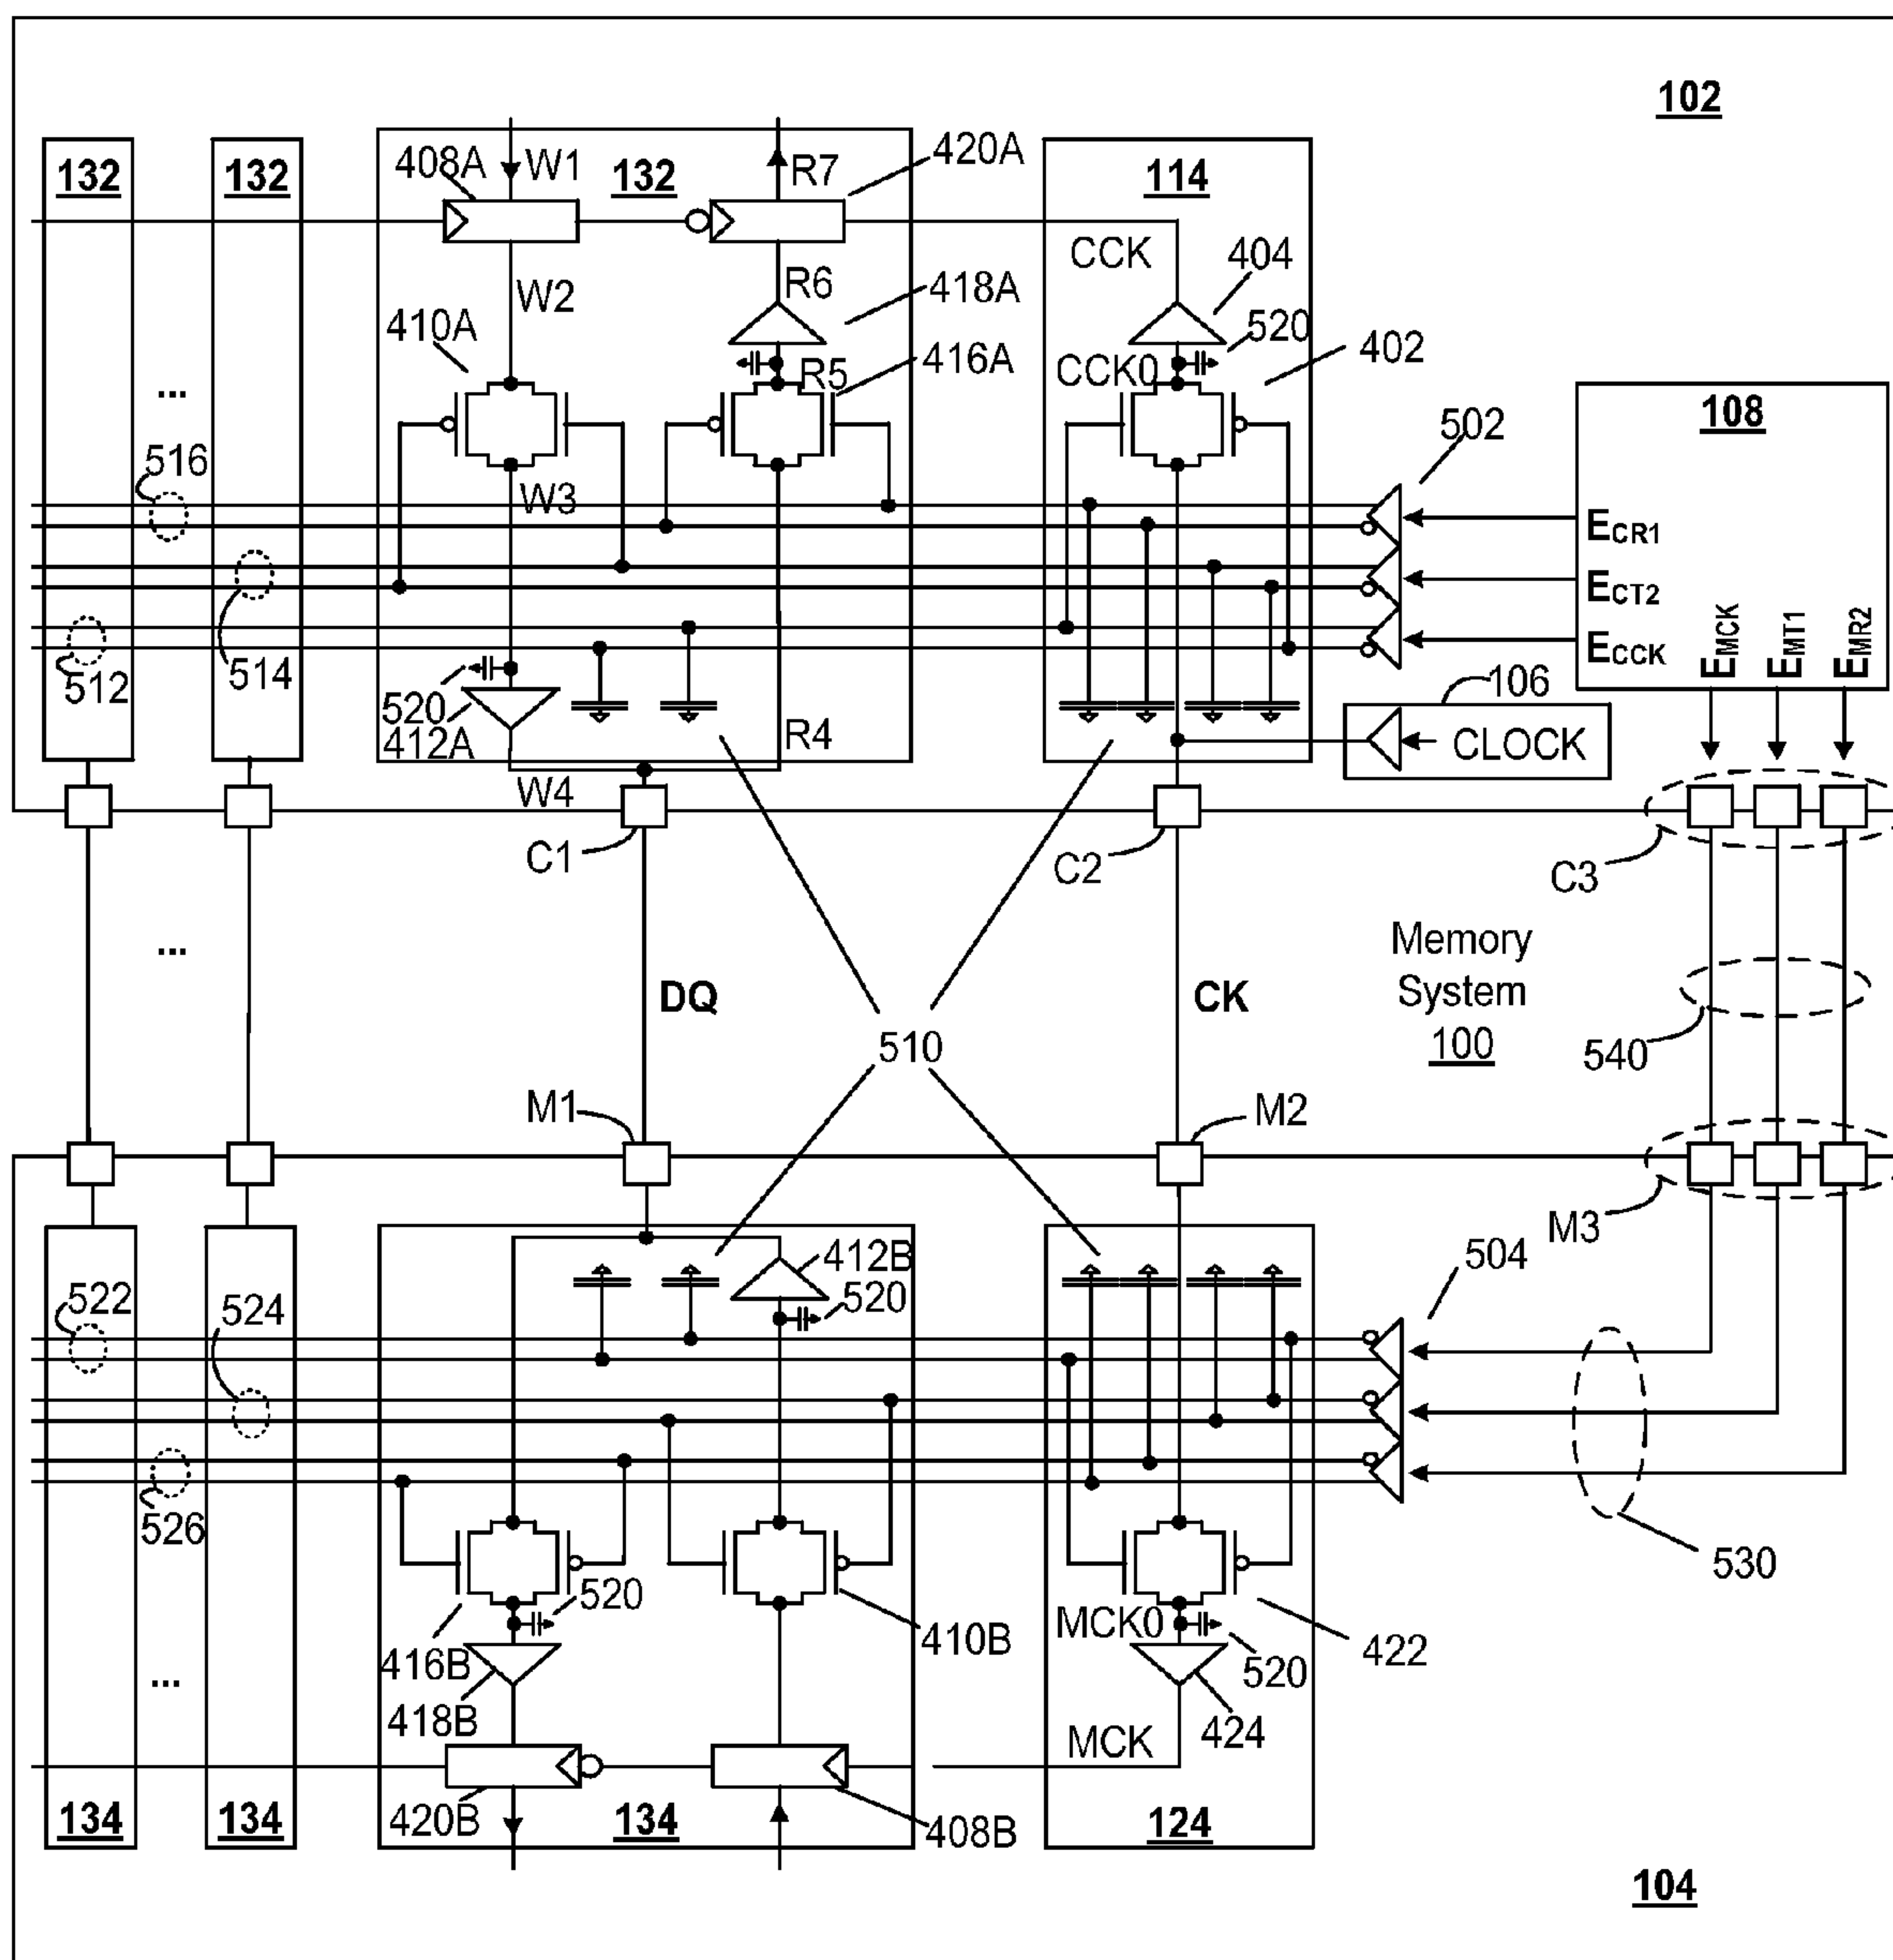 102
132
132
408A
W1
132
R7
420A
114
CCK
404
W2
R6
418A
410A
520
402
R5
416A
CCK0
...
108
502
516
W3
ECR1
ECT2
ECCK
EMCK
EMT1
EMR2
512
514
520
412A
R4
106
CLOCK
W4
C1
C2
C3
Memory
System
100
...
DQ
CK
510
540
M1
M2
M3
412B
504
522
524
520
526
530
520
416B
410B
MCK0
422
520
...
418B
424
MCK
420B
408B
134
134
134
124
104